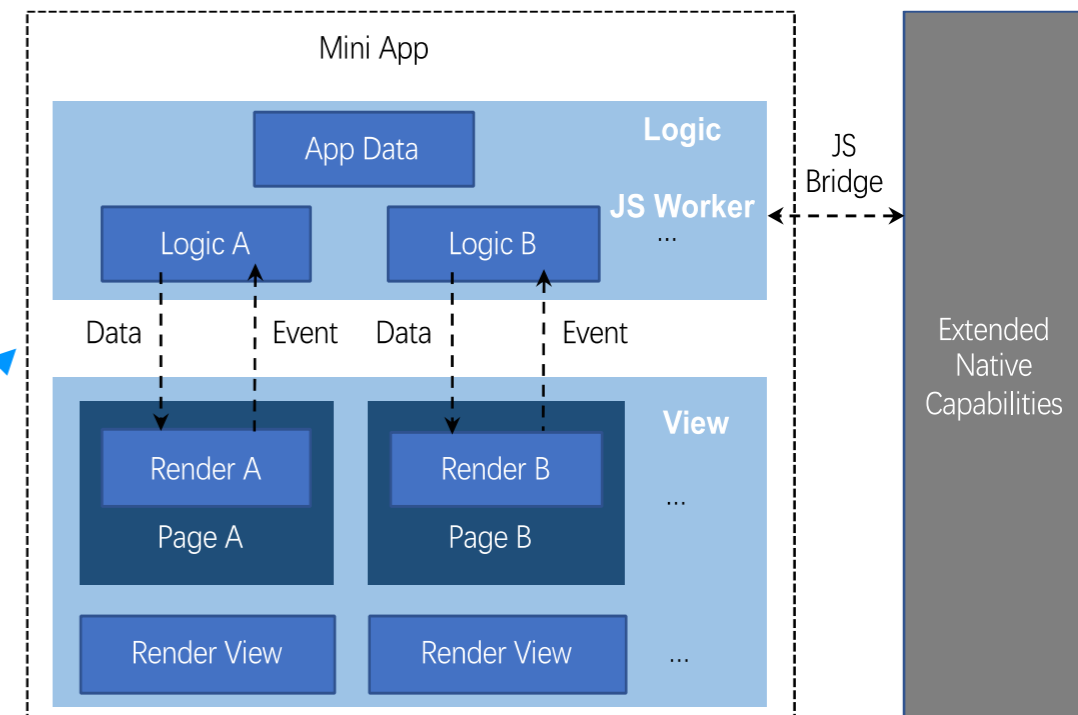 Mini App
Logic
App Data
JS
Bridge
JS Worker
...
Logic A
Logic B
Data
Event
Data
Event
Extended
Native
Capabilities
View
Render A
Render B
...
Page A
Page B
Render View
Render View
...